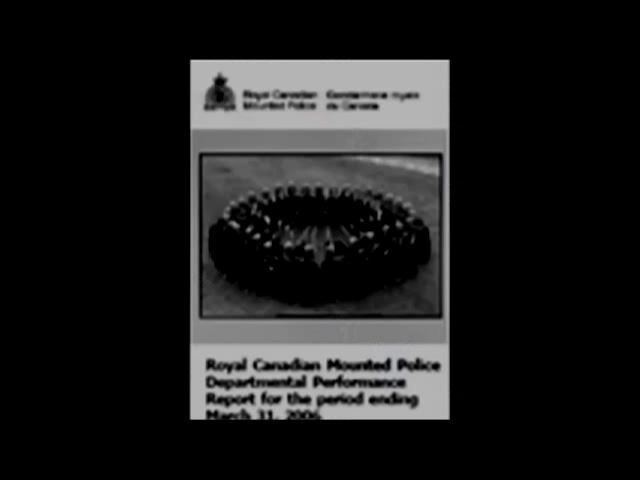 Royal Canadian Gendarmerie royale
Mounted Police du Canada
Royal Canadian Mounted Police
Departmental Performance
Report for the period ending
March 31, 2006